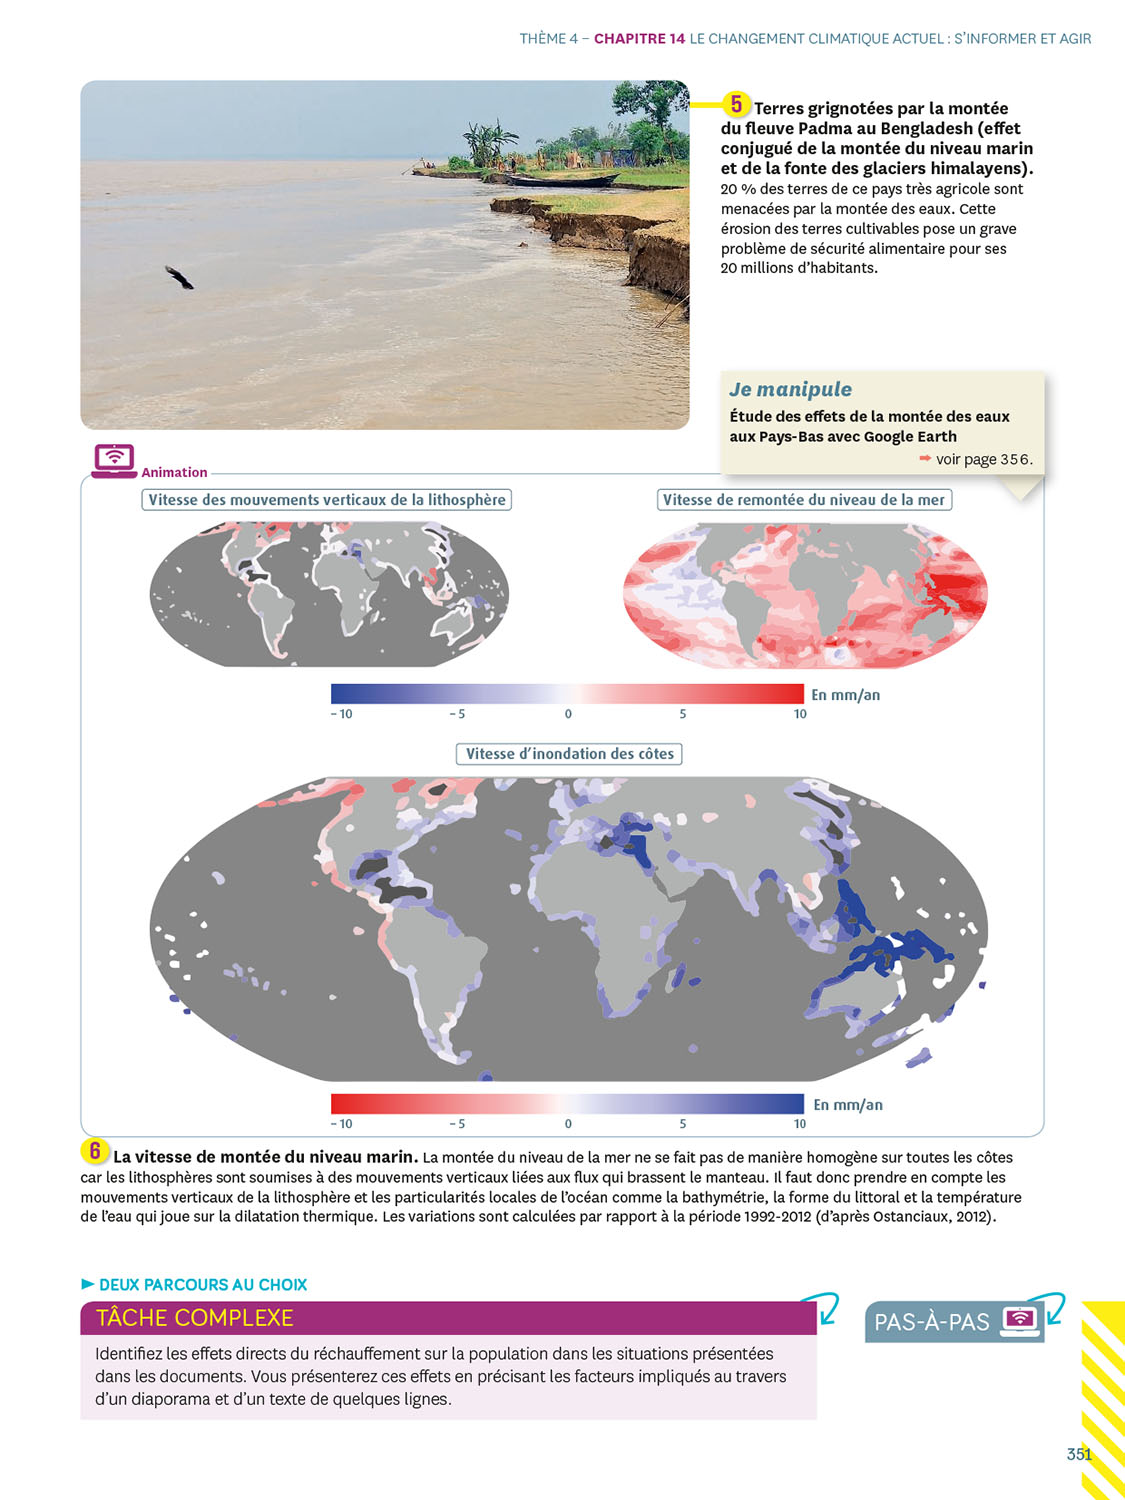 THÈME 4 – CHAPITRE 14 LE CHANGEMENT CLIMATIQUE ACTUEL : S'INFORMER ET AGIR
5 Terres grignotées par la montée
du fleuve Padma au Bengladesh (effet
conjugué de la montée du niveau marin
et de la fonte des glaciers himalayens).
20 % des terres de ce pays très agricole sont
menacées par la montée des eaux. Cette
érosion des terres cultivables pose un grave
problème de sécurité alimentaire pour ses
20 millions d'habitants.
Je manipule
Étude des effets de la montée des eaux
aux Pays-Bas avec Google Earth
➡ voir page 356.
Animation
Vitesse des mouvements verticaux de la lithosphère
Vitesse de remontée du niveau de la mer
En mm/an
– 10 – 5 0 5 10
Vitesse d'inondation des côtes
En mm/an
– 10 – 5 0 5 10
6 La vitesse de montée du niveau marin. La montée du niveau de la mer ne se fait pas de manière homogène sur toutes les côtes
car les lithosphères sont soumises à des mouvements verticaux liées aux flux qui brassent le manteau. Il faut donc prendre en compte les
mouvements verticaux de la lithosphère et les particularités locales de l'océan comme la bathymétrie, la forme du littoral et la température
de l'eau qui joue sur la dilatation thermique. Les variations sont calculées par rapport à la période 1992-2012 (d'après Ostanciaux, 2012).
► DEUX PARCOURS AU CHOIX
TÂCHE COMPLEXE
Identifiez les effets directs du réchauffement sur la population dans les situations présentées
dans les documents. Vous présenterez ces effets en précisant les facteurs impliqués au travers
d'un diaporama et d'un texte de quelques lignes.
PAS-À-PAS
351